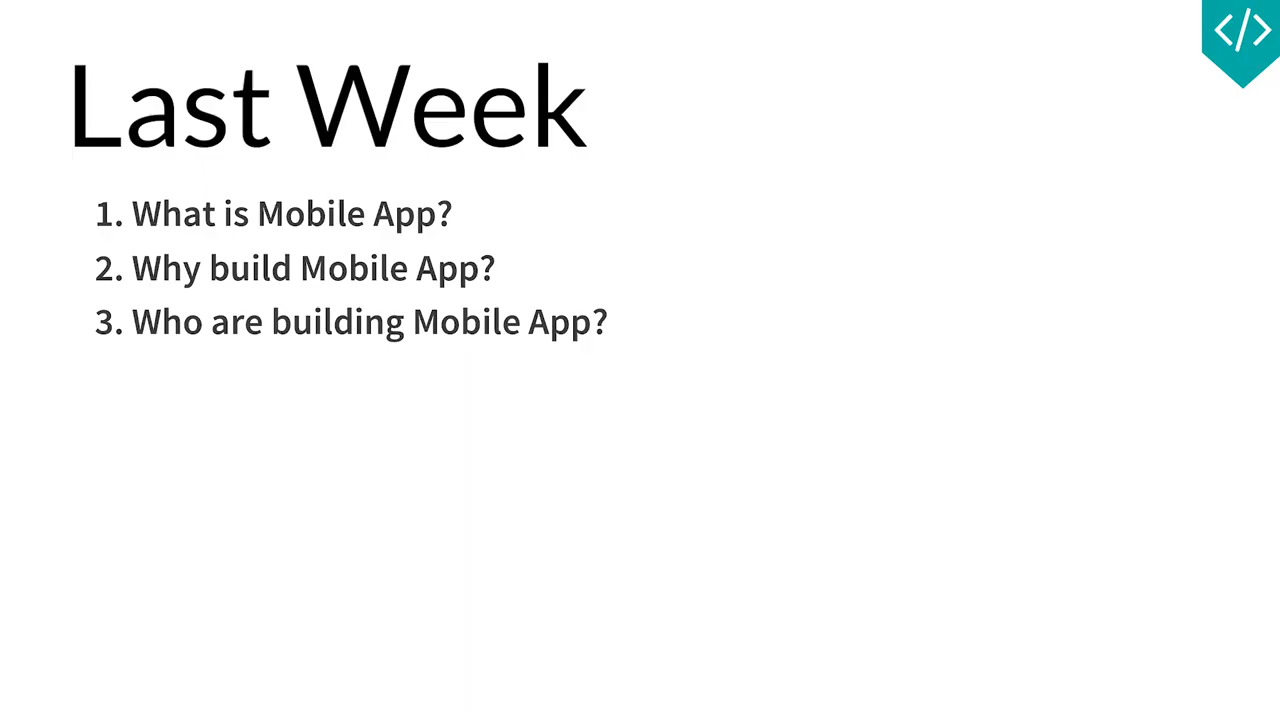 Last Week
1. What is Mobile App?
2. Why build Mobile App?
3. Who are building Mobile App?
</>